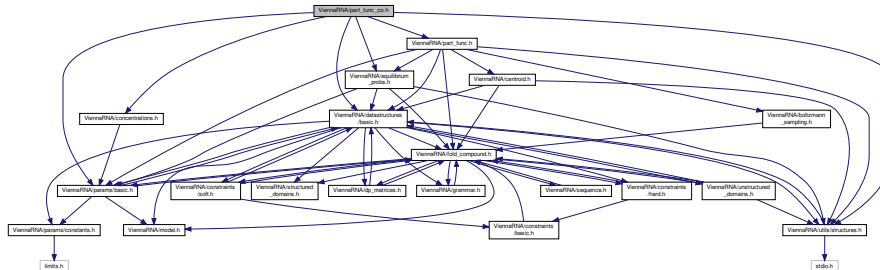 ViennaRNA/part_func_co.h
ViennaRNA/part_func.h
ViennaRNA/equilibrium
_probs.h
ViennaRNA/centroid.h
ViennaRNA/concentrations.h
ViennaRNA/datastructures
/basic.h
ViennaRNA/boltzmann
_sampling.h
ViennaRNA/fold_compound.h
ViennaRNA/params/basic.h
ViennaRNA/constraints
/soft.h
ViennaRNA/structured
_domains.h
ViennaRNA/dp_matrices.h
ViennaRNA/grammar.h
ViennaRNA/sequence.h
ViennaRNA/constraints
/hard.h
ViennaRNA/unstructured
_domains.h
ViennaRNA/params/constants.h
ViennaRNA/model.h
ViennaRNA/constraints
/basic.h
ViennaRNA/utils/structures.h
limits.h
stdio.h